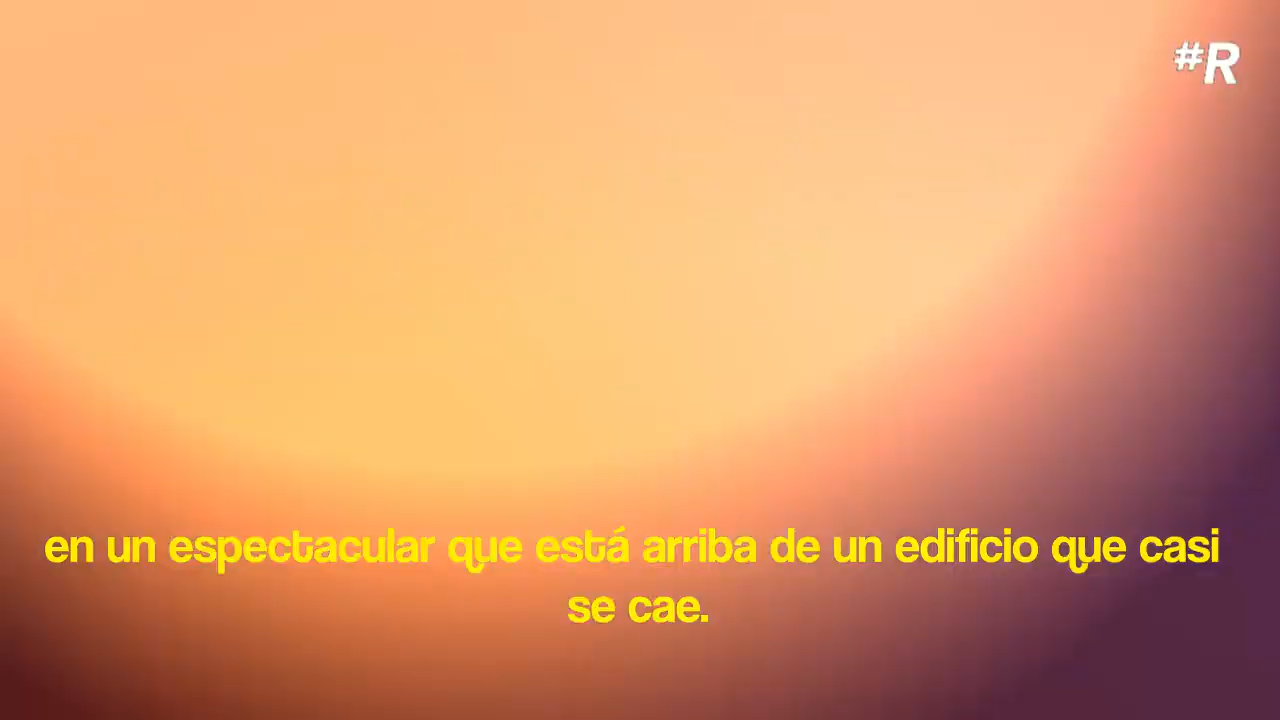 #R
en un espectacular que está arriba de un edificio que casi
se cae.